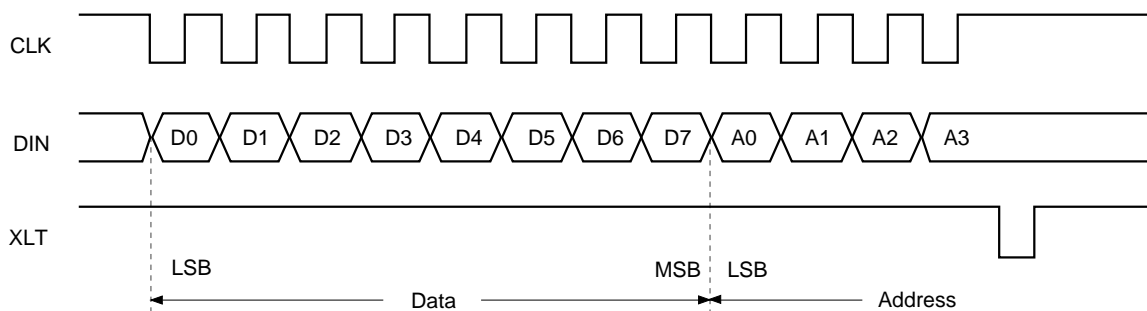 CLK
DIN D0 D1 D2 D3 D4 D5 D6 D7 A0 A1 A2 A3
XLT
LSB MSB LSB
Data Address